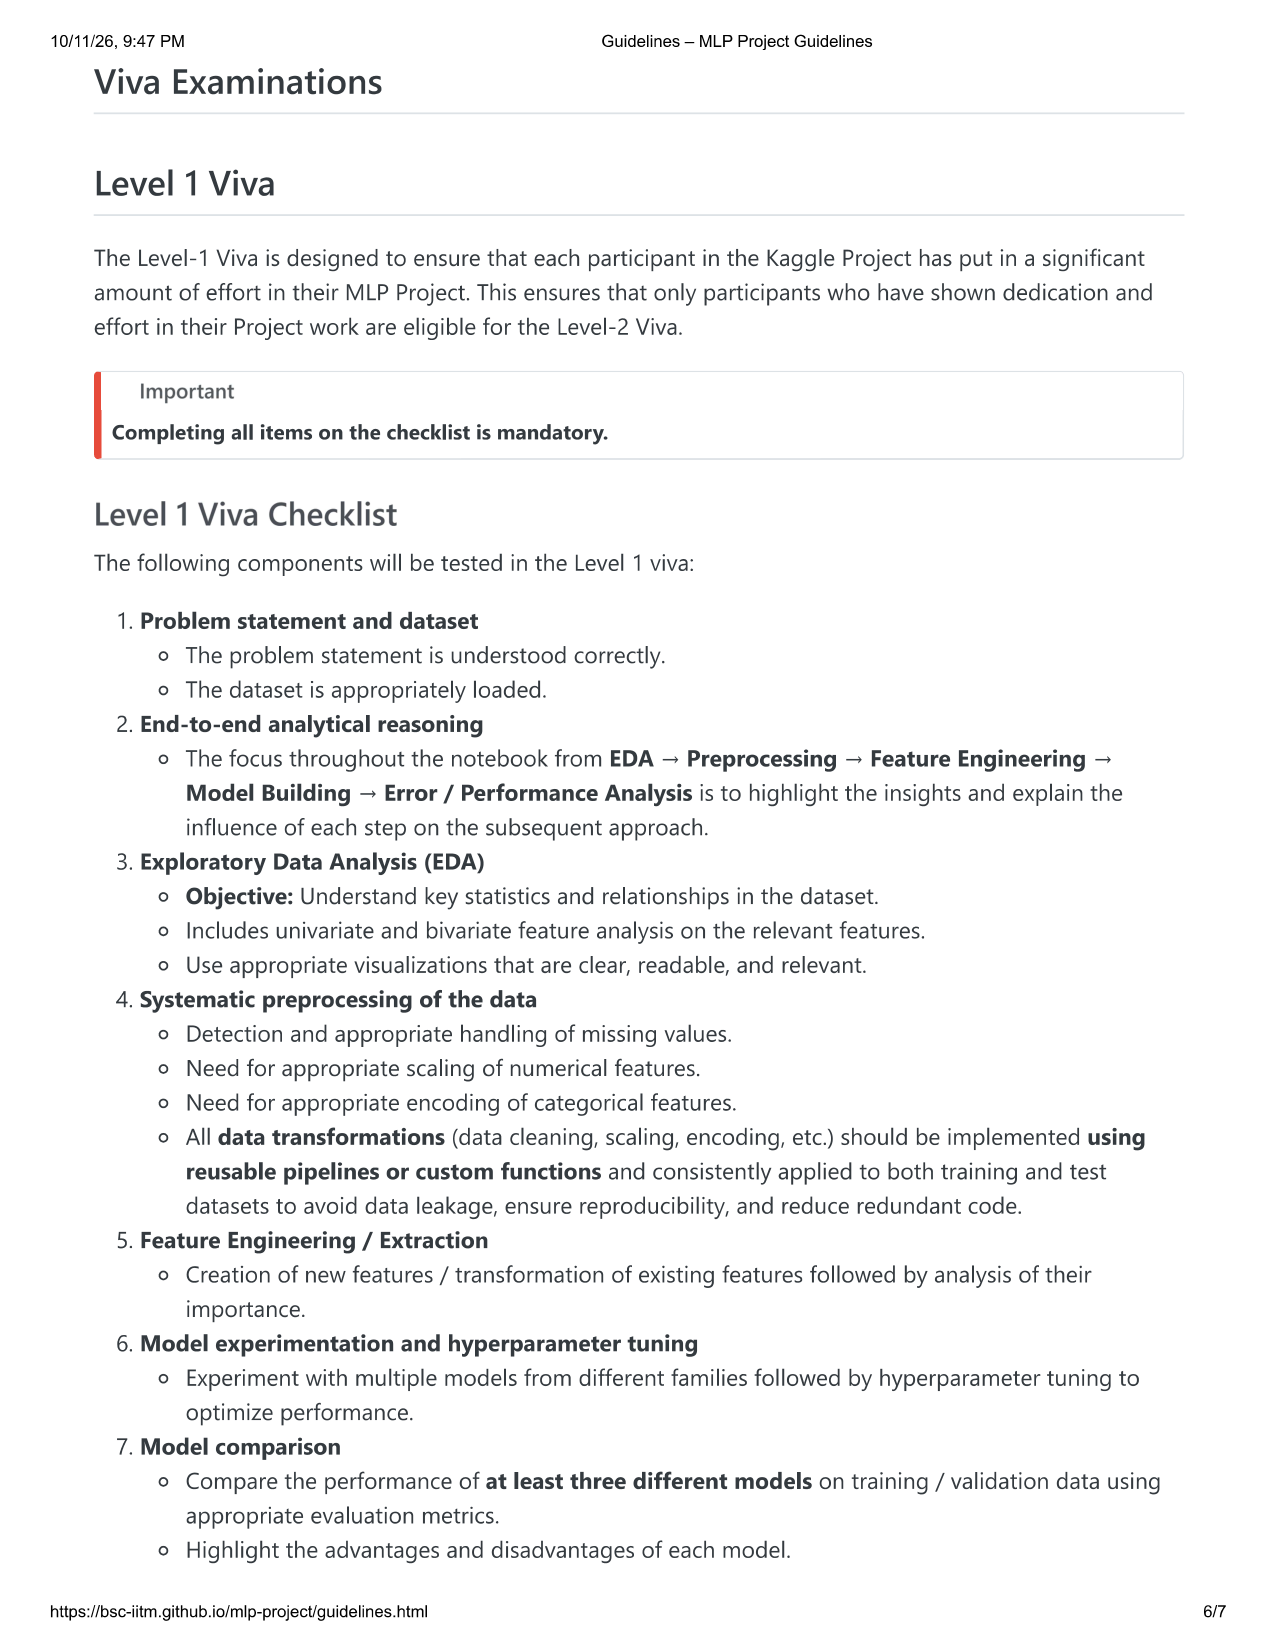 10/11/26, 9:47 PM
Guidelines – MLP Project Guidelines
Viva Examinations
Level 1 Viva
The Level-1 Viva is designed to ensure that each participant in the Kaggle Project has put in a significant
amount of effort in their MLP Project. This ensures that only participants who have shown dedication and
effort in their Project work are eligible for the Level-2 Viva.
Important
Completing all items on the checklist is mandatory.
Level 1 Viva Checklist
The following components will be tested in the Level 1 viva:
1. Problem statement and dataset
◦ The problem statement is understood correctly.
◦ The dataset is appropriately loaded.
2. End-to-end analytical reasoning
◦ The focus throughout the notebook from EDA → Preprocessing → Feature Engineering →
Model Building → Error / Performance Analysis is to highlight the insights and explain the
influence of each step on the subsequent approach.
3. Exploratory Data Analysis (EDA)
◦ Objective: Understand key statistics and relationships in the dataset.
◦ Includes univariate and bivariate feature analysis on the relevant features.
◦ Use appropriate visualizations that are clear, readable, and relevant.
4. Systematic preprocessing of the data
◦ Detection and appropriate handling of missing values.
◦ Need for appropriate scaling of numerical features.
◦ Need for appropriate encoding of categorical features.
◦ All data transformations (data cleaning, scaling, encoding, etc.) should be implemented using
reusable pipelines or custom functions and consistently applied to both training and test
datasets to avoid data leakage, ensure reproducibility, and reduce redundant code.
5. Feature Engineering / Extraction
◦ Creation of new features / transformation of existing features followed by analysis of their
importance.
6. Model experimentation and hyperparameter tuning
◦ Experiment with multiple models from different families followed by hyperparameter tuning to
optimize performance.
7. Model comparison
◦ Compare the performance of at least three different models on training / validation data using
appropriate evaluation metrics.
◦ Highlight the advantages and disadvantages of each model.
https://bsc-iitm.github.io/mlp-project/guidelines.html
6/7